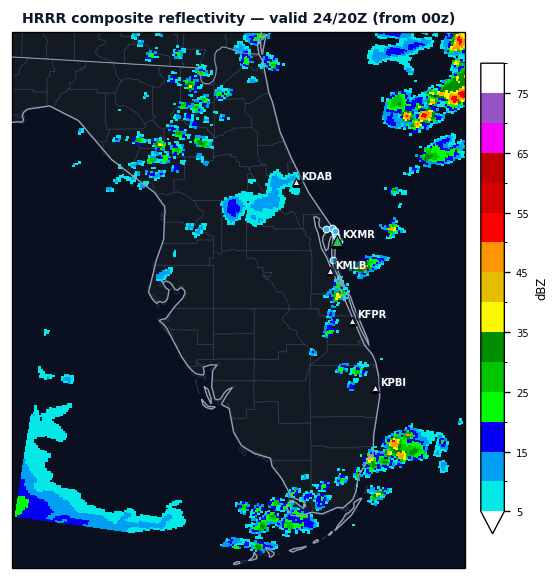 HRRR composite reflectivity — valid 24/20Z (from 00z)
75
65
55
45
35
25
15
5
dBZ
KDAB
KXMR
KMLB
KFPR
KPBI